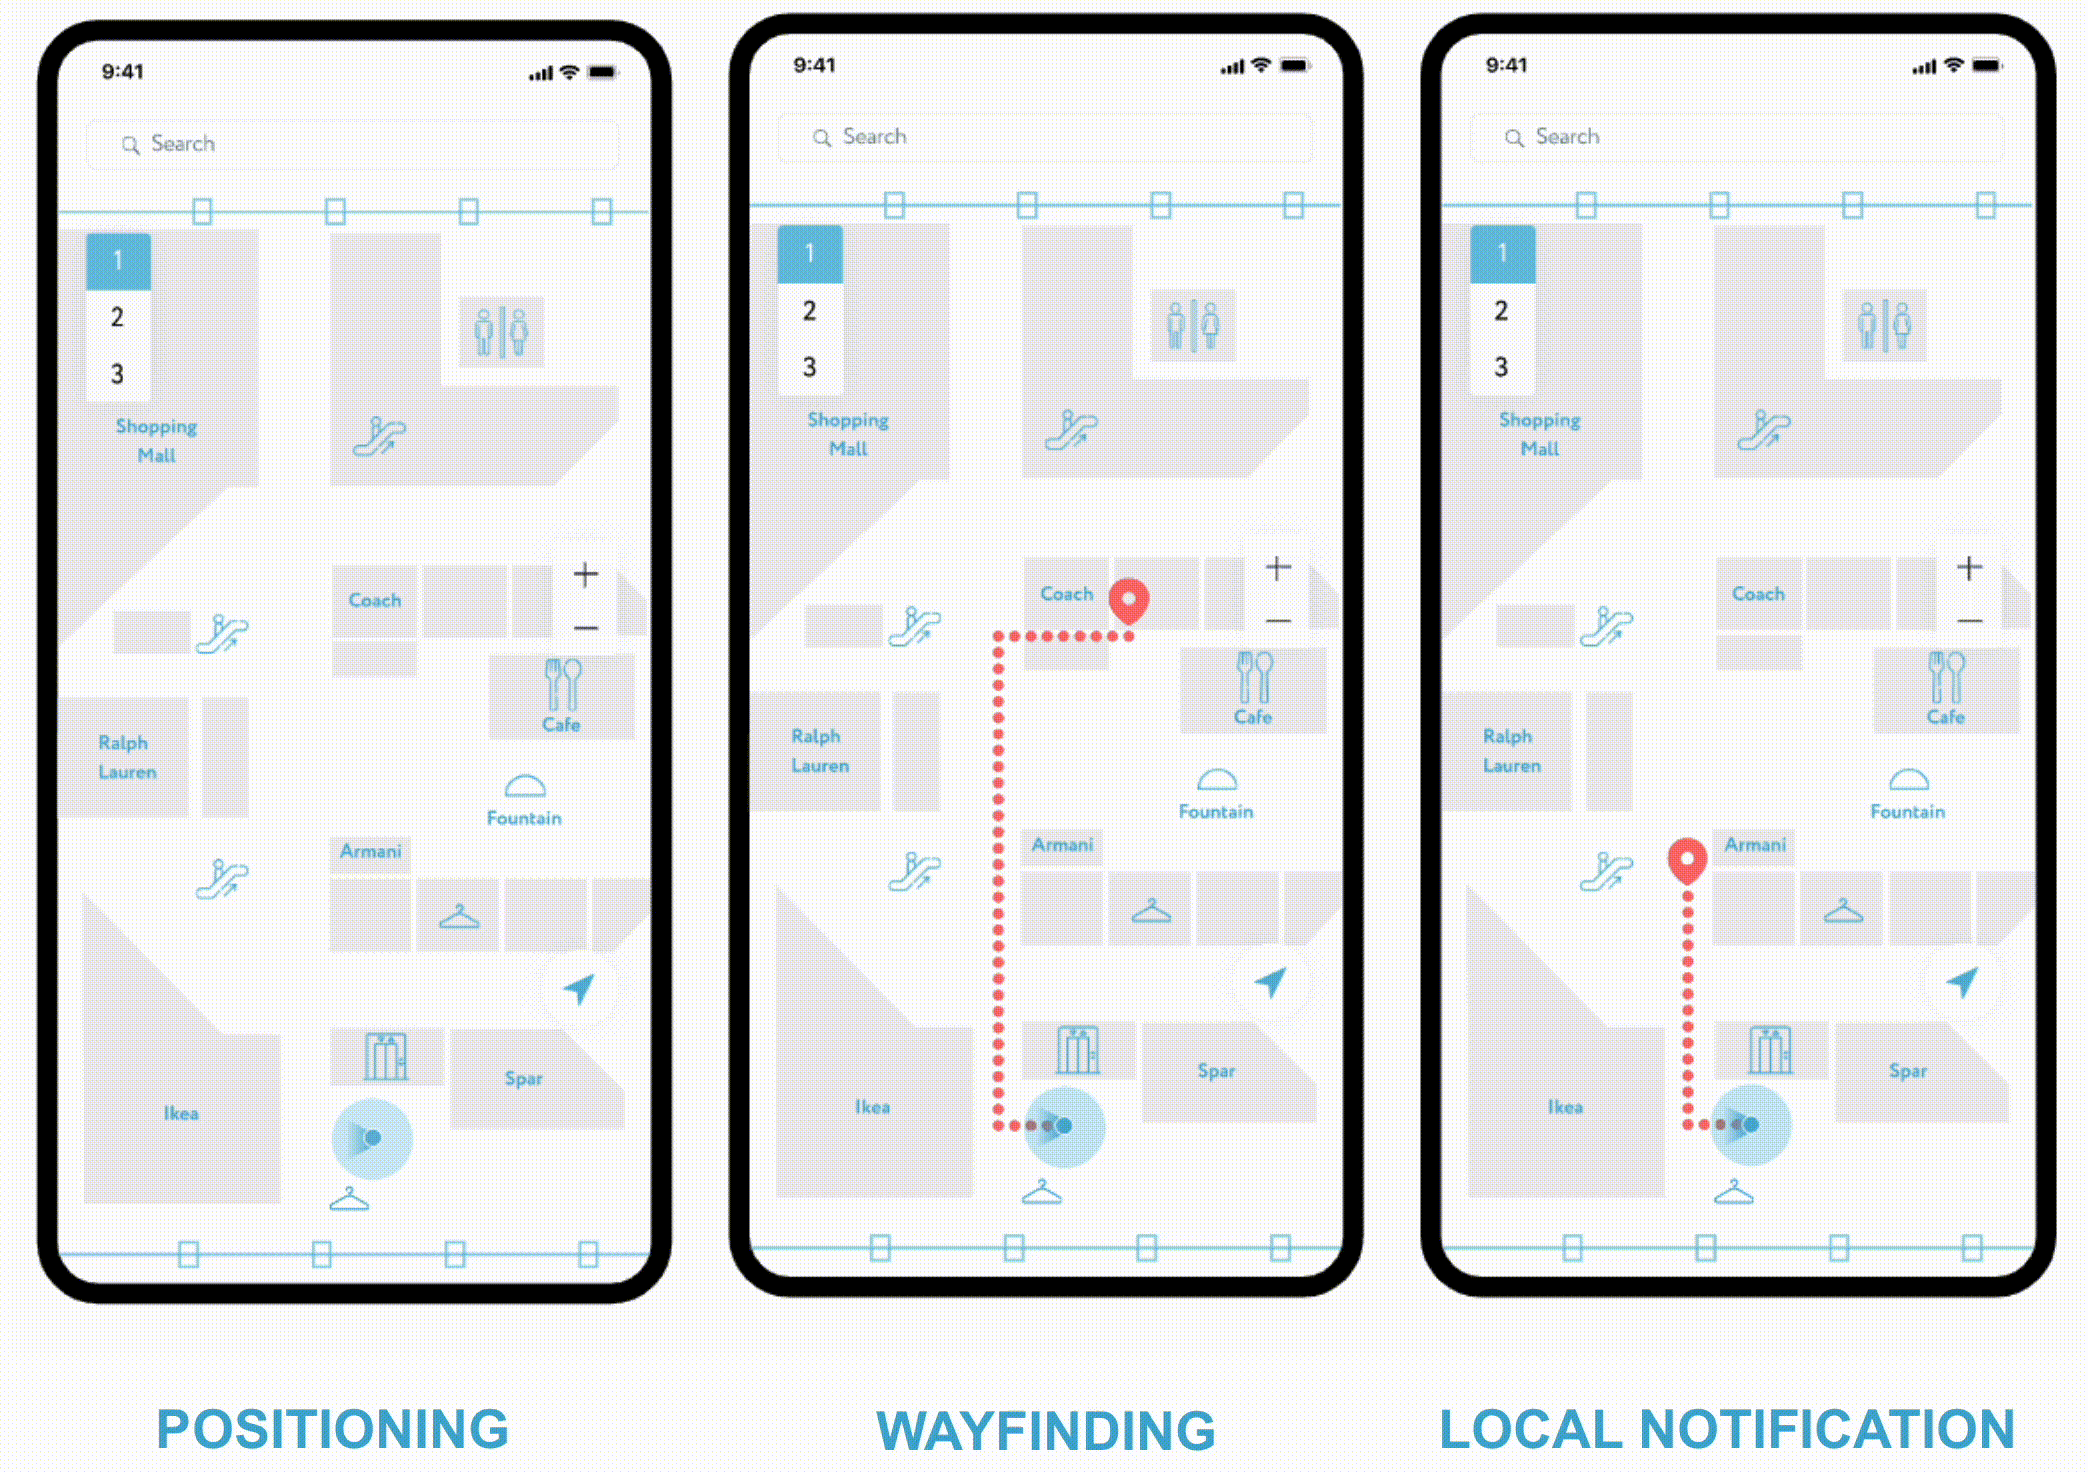 9:41
Search
1
2
3
Shopping
Mall
Coach
Cafe
Ralph
Lauren
Fountain
Armani
Spar
Ikea
POSITIONING
9:41
Search
1
2
3
Shopping
Mall
Coach
Cafe
Ralph
Lauren
Fountain
Armani
Spar
Ikea
WAYFINDING
9:41
Search
1
2
3
Shopping
Mall
Coach
Cafe
Ralph
Lauren
Fountain
Armani
Spar
Ikea
LOCAL NOTIFICATION